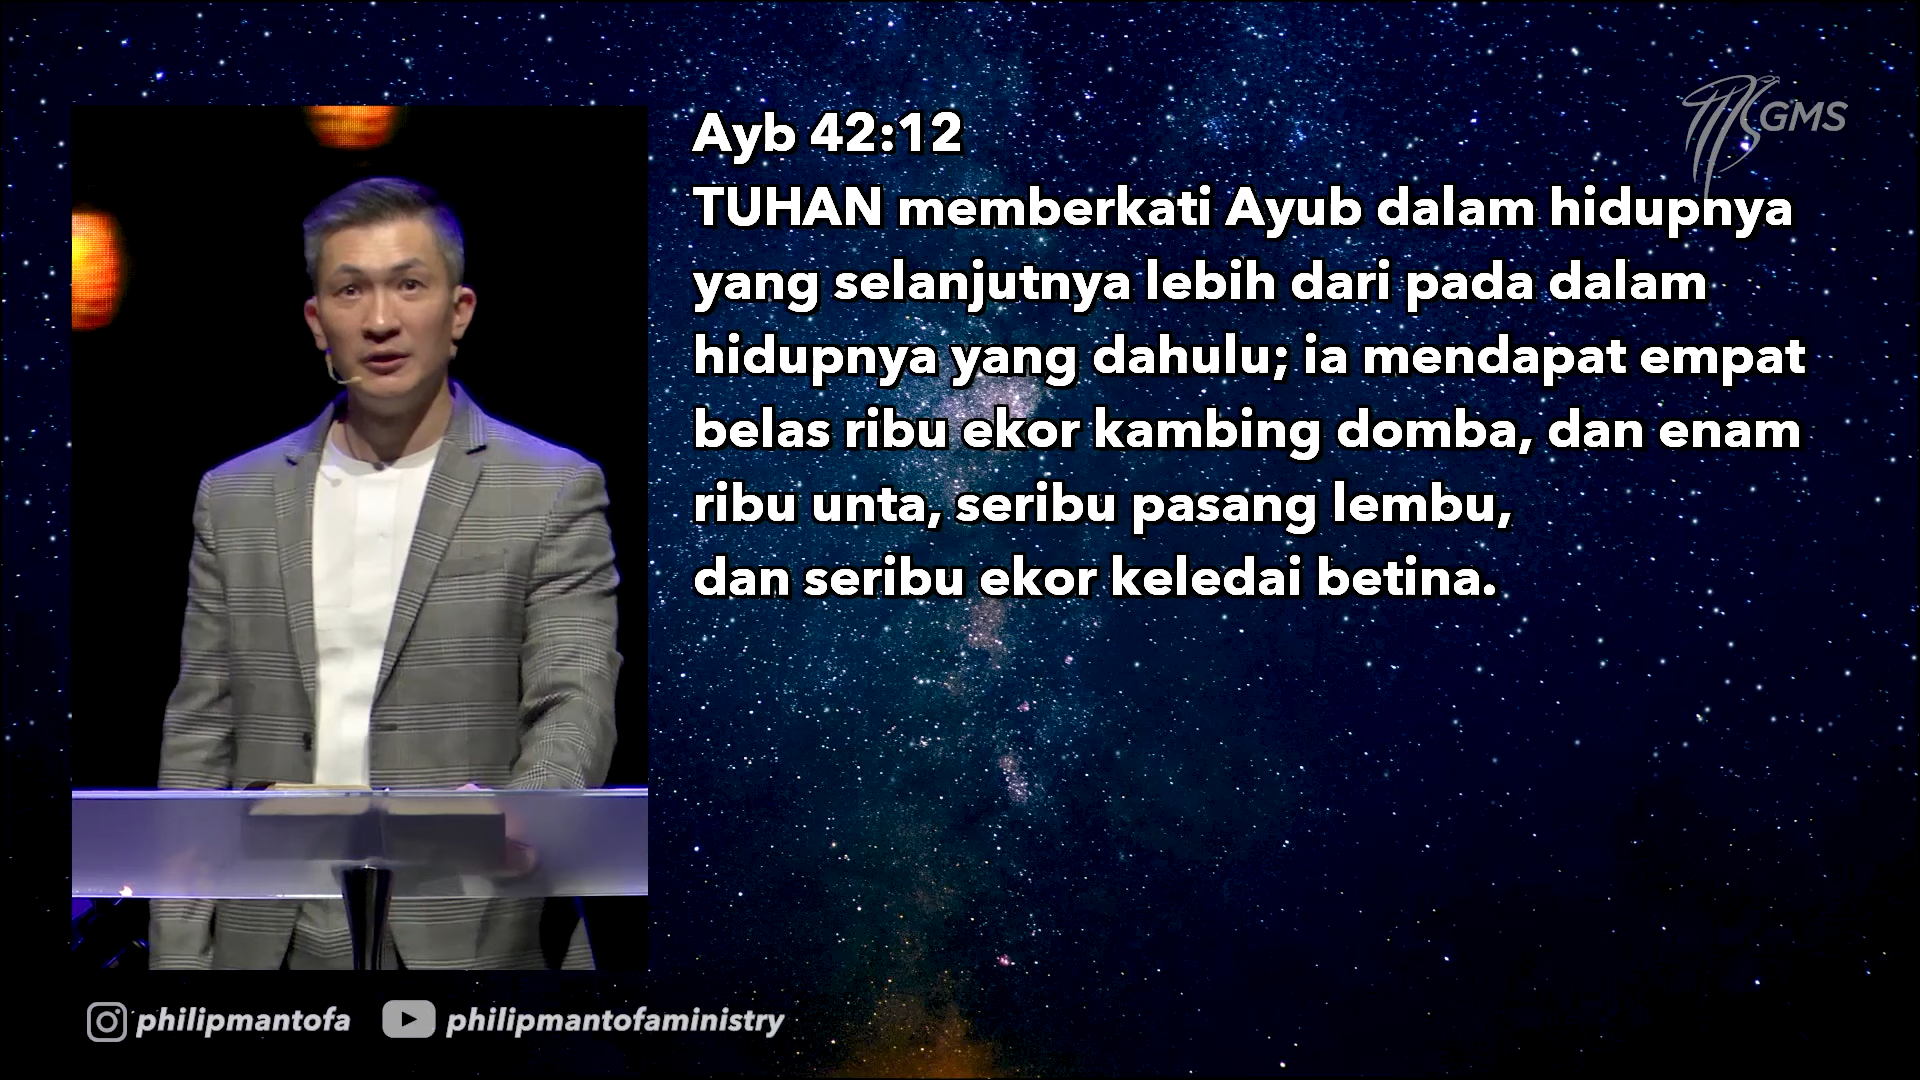 GMS
Ayb 42:12
TUHAN memberkati Ayub dalam hidupnya
yang selanjutnya lebih dari pada dalam
hidupnya yang dahulu; ia mendapat empat
belas ribu ekor kambing domba, dan enam
ribu unta, seribu pasang lembu,
dan seribu ekor keledai betina.
philipmantofa
philipmantofaministry